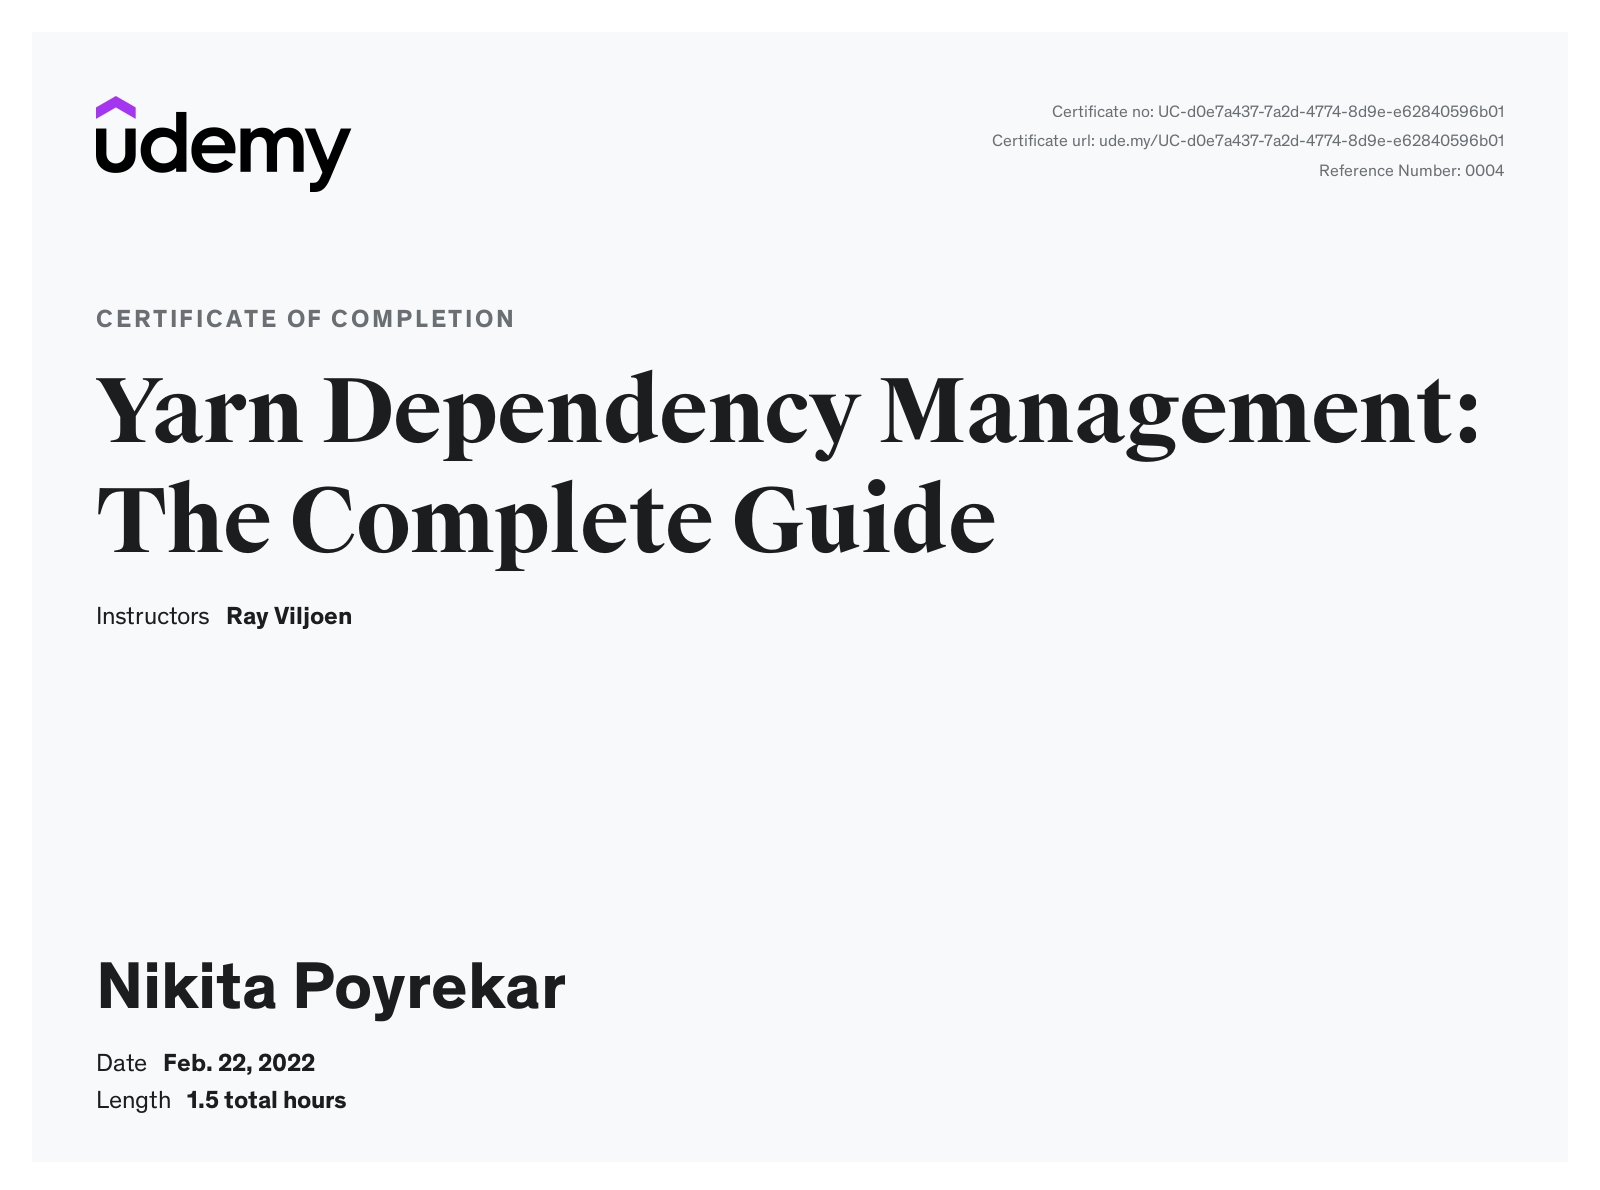 udemy
Certificate no: UC-d0e7a437-7a2d-4774-8d9e-e62840596b01
Certificate url: ude.my/UC-d0e7a437-7a2d-4774-8d9e-e62840596b01
Reference Number: 0004
CERTIFICATE OF COMPLETION
Yarn Dependency Management:
The Complete Guide
Instructors Ray Viljoen
Nikita Poyrekar
Date Feb. 22, 2022
Length 1.5 total hours